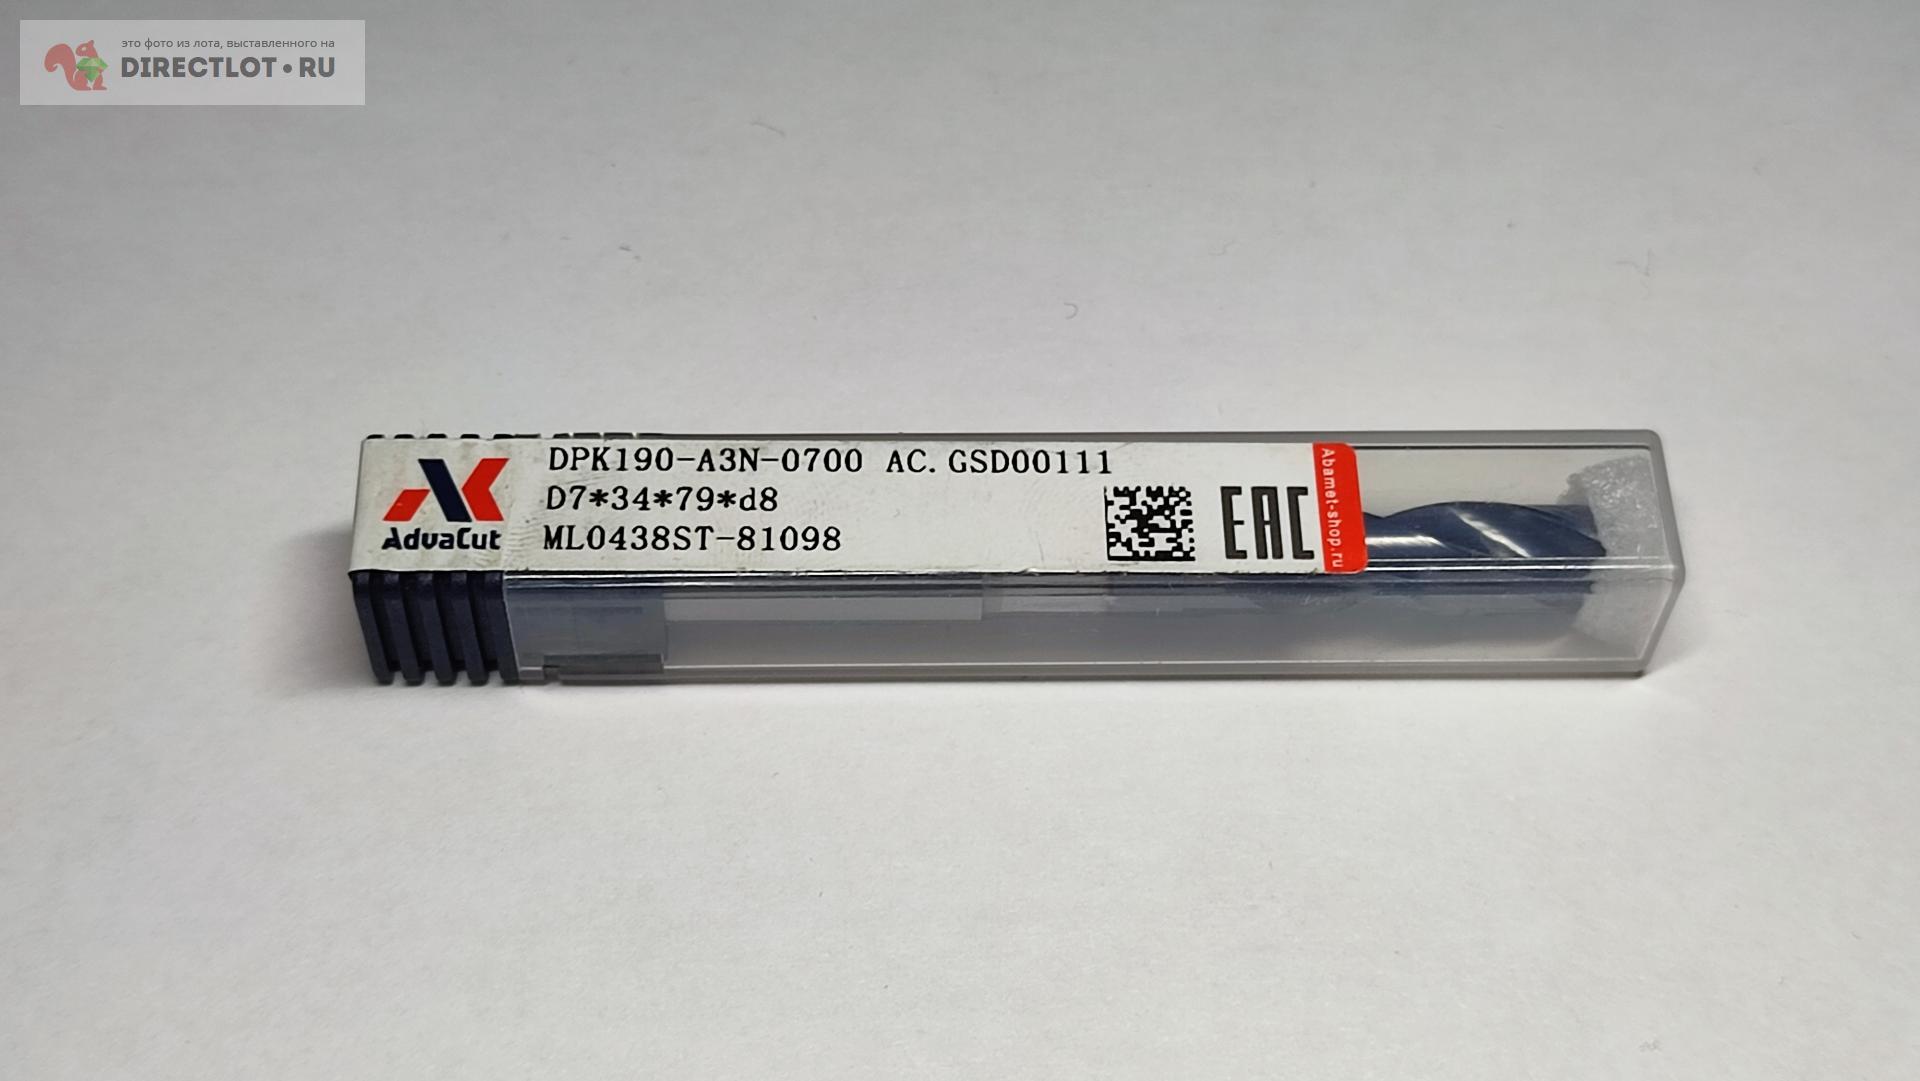 это фото из лота, выставленного на
DIRECTLOT•RU
DPK190-A3N-0700 AC.GSD00111
D7*34*79*d8
ML0438ST-81098
AdvaCut
EAC
Abamet-shop.ru